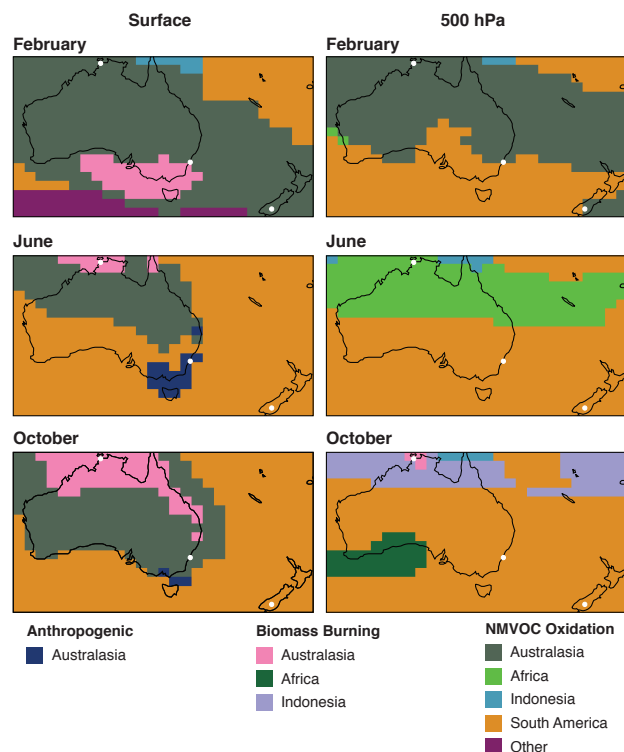 Surface
500 hPa
February
February
June
June
October
October
Anthropogenic
Australasia
Biomass Burning
Australasia
Africa
Indonesia
NMVOC Oxidation
Australasia
Africa
Indonesia
South America
Other